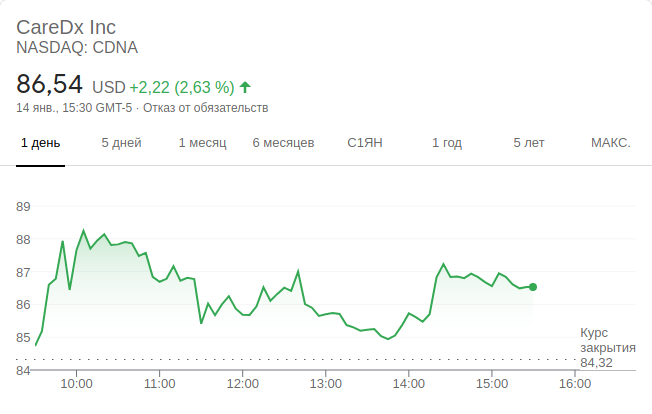 CareDx Inc
NASDAQ: CDNA
86,54 USD +2,22 (2,63 %)
14 янв., 15:30 GMT-5 · Отказ от обязательств
1 день 5 дней 1 месяц 6 месяцев С1ЯН 1 год 5 лет МАКС.
89
88
87
86
85
84
Курс
закрытия
84,32
10:00 11:00 12:00 13:00 14:00 15:00 16:00